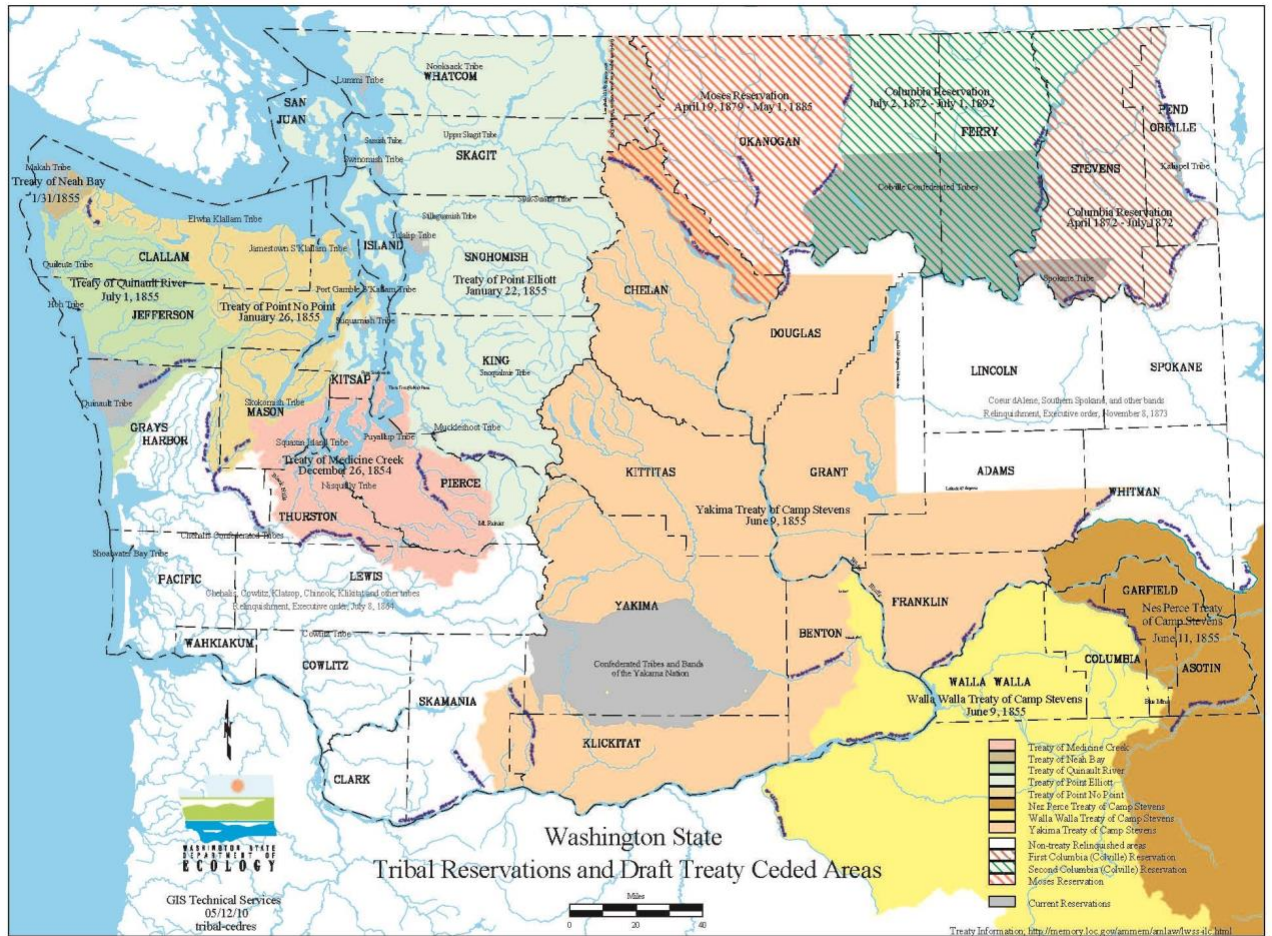 Lummi Tribe
Nooksack Tribe
WHATCOM
SAN
JUAN
Samish Tribe
Upper Skagit Tribe
SKAGIT
Swinomish Tribe
Sauk-Suiattle Tribe
Moses Reservation
April 19, 1879 - May 1, 1885
OKANOGAN
Columbia Reservation
July 2, 1872 - July 1, 1892
FERRY
Colville Confederated Tribes
PEND
OREILLE
Kalispel Tribe
STEVENS
Columbia Reservation
April 1872 - July 1872
Spokane Tribe
Makah Tribe
Treaty of Neah Bay
1/31/1855
Elwha Klallam Tribe
Jamestown S'Klallam Tribe
CLALLAM
Quileute Tribe
Treaty of Quinault River
July 1, 1855
Hoh Tribe
JEFFERSON
Treaty of Point No Point
January 26, 1855
Port Gamble S'Kallam Tribe
Suquamish Tribe
ISLAND
Tulalip Tribe
Stillaguamish Tribe
SNOHOMISH
Treaty of Point Elliott
January 22, 1855
CHELAN
DOUGLAS
KING
Snoqualmie Tribe
KITSAP
Skokomish Tribe
MASON
Quinault Tribe
GRAYS
HARBOR
Squaxin Island Tribe
Puyallup Tribe
Muckleshoot Tribe
Treaty of Medicine Creek
December 26, 1854
Nisqually Tribe
PIERCE
THURSTON
Mt. Rainier
KITTITAS
GRANT
Yakima Treaty of Camp Stevens
June 9, 1855
LINCOLN
SPOKANE
Coeur dAlene, Southern Spokane, and other bands
Relinquishment, Executive order, November 8, 1873
ADAMS
WHITMAN
Chehalis Confederated Tribes
Shoalwater Bay Tribe
PACIFIC
LEWIS
Chehalis, Cowlitz, Klatsop, Chinook, Klikitat and other tribes
Relinquishment, Executive order, July 8, 1864
WAHKIAKUM
Cowlitz Tribe
COWLITZ
SKAMANIA
CLARK
YAKIMA
Confederated Tribes and Bands
of the Yakama Nation
KLICKITAT
BENTON
FRANKLIN
WALLA WALLA
Walla Walla Treaty of Camp Stevens
June 9, 1855
COLUMBIA
GARFIELD
Nes Perce Treaty
of Camp Stevens
June 11, 1855
ASOTIN
N
WASHINGTON STATE
DEPARTMENT OF
ECOLOGY
GIS Technical Services
05/12/10
tribal-cedres
Washington State
Tribal Reservations and Draft Treaty Ceded Areas
Miles
0 20 40
Treaty of Medicine Creek
Treaty of Neah Bay
Treaty of Quinault River
Treaty of Point Elliott
Treaty of Point No Point
Nez Perce Treaty of Camp Stevens
Walla Walla Treaty of Camp Stevens
Yakima Treaty of Camp Stevens
Non-treaty Relinquished areas
First Columbia (Colville) Reservation
Second Columbia (Colville) Reservation
Moses Reservation
Current Reservations
Treaty Information; http://memory.loc.gov/ammem/amlaw/lwss-ilc.html